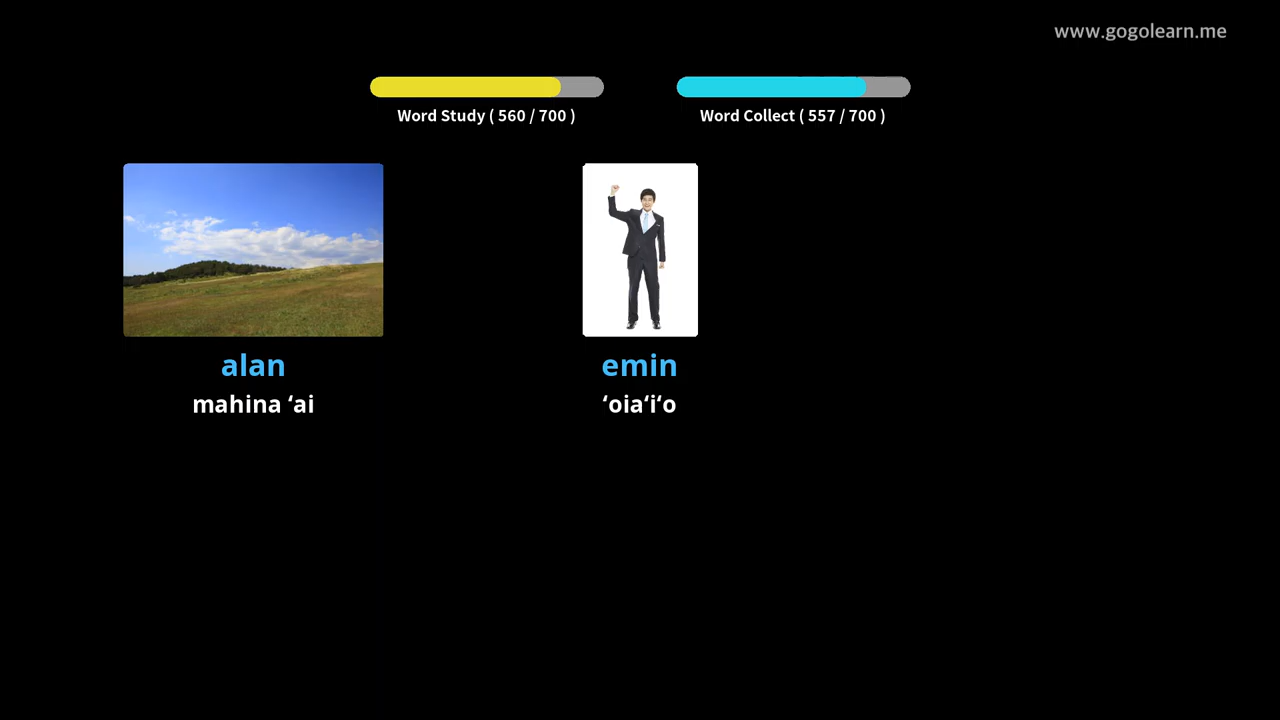 www.gogolearn.me
Word Study ( 560 / 700 )
Word Collect ( 557 / 700 )
alan
mahina ʻai
emin
ʻoiaʻiʻo